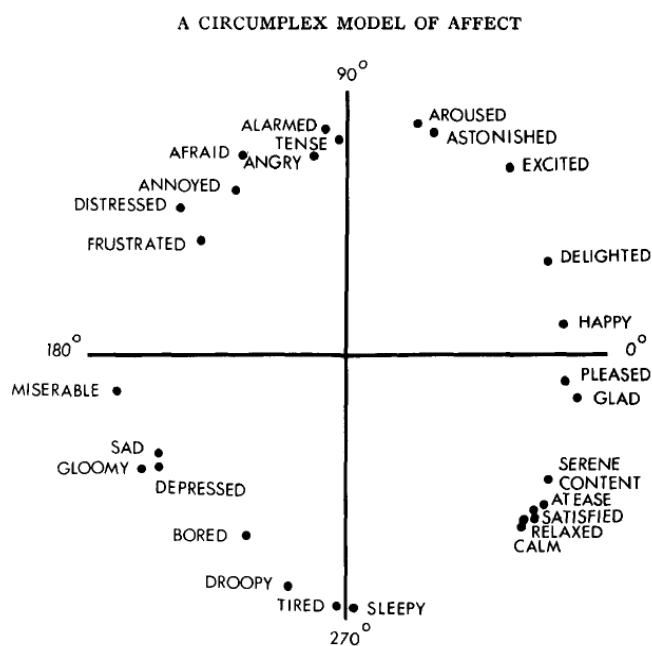 A CIRCUMPLEX MODEL OF AFFECT
90°
ALARMED
AROUSED
TENSE
ASTONISHED
AFRAID
ANGRY
EXCITED
ANNOYED
DISTRESSED
FRUSTRATED
DELIGHTED
HAPPY
180°
0°
PLEASED
MISERABLE
GLAD
SAD
GLOOMY
SERENE
CONTENT
DEPRESSED
AT EASE
SATISFIED
RELAXED
BORED
CALM
DROOPY
TIRED
SLEEPY
270°